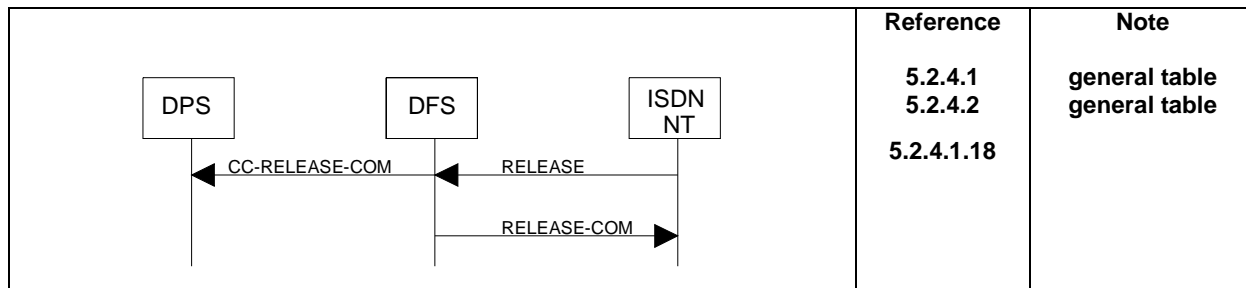 Reference Note
5.2.4.1 general table
5.2.4.2 general table
5.2.4.1.18
DPS DFS ISDN
NT
CC-RELEASE-COM RELEASE
RELEASE-COM